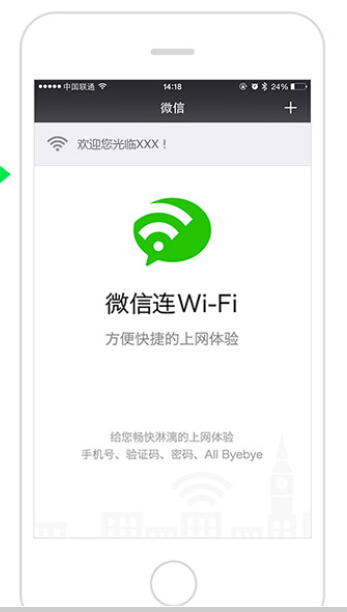 中国联通 14:18 24%
微信 +
欢迎您光临XXX！
微信连Wi-Fi
方便快捷的上网体验
给您畅快淋漓的上网体验
手机号、验证码、密码、All Byebye